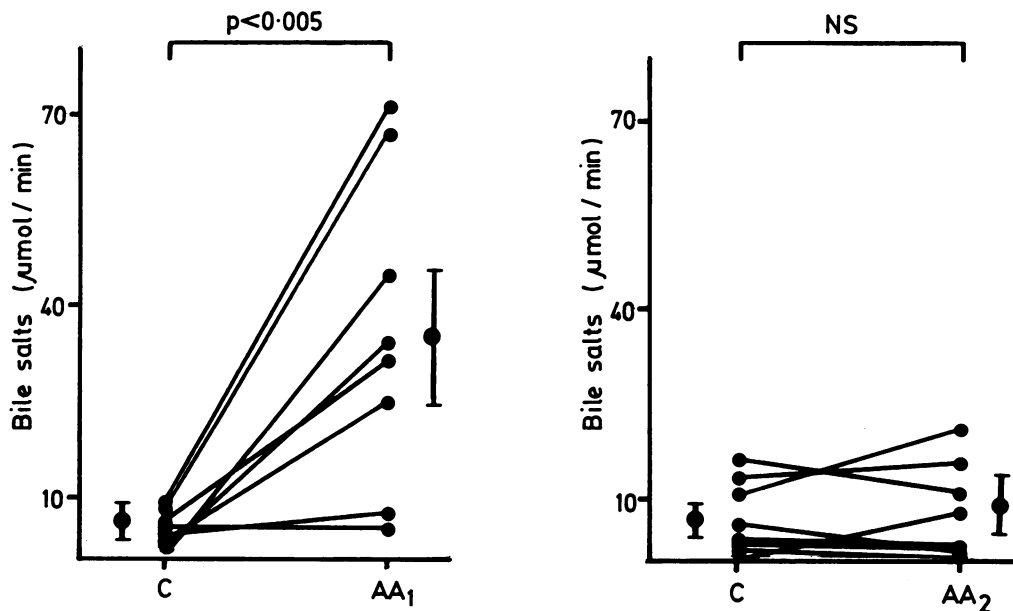 p<0·005
70
40
10
Bile salts (µmol / min)
C
AA₁
NS
70
40
10
Bile salts (µmol / min)
C
AA₂